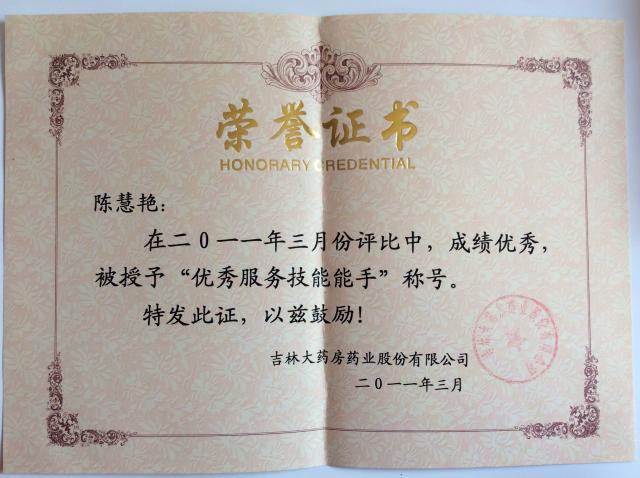 荣誉证书
HONORARY CREDENTIAL
陈慧艳：
在二0一一年三月份评比中，成绩优秀，
被授予“优秀服务技能能手”称号。
特发此证，以兹鼓励！
吉林大药房药业股份有限公司
二0一一年三月